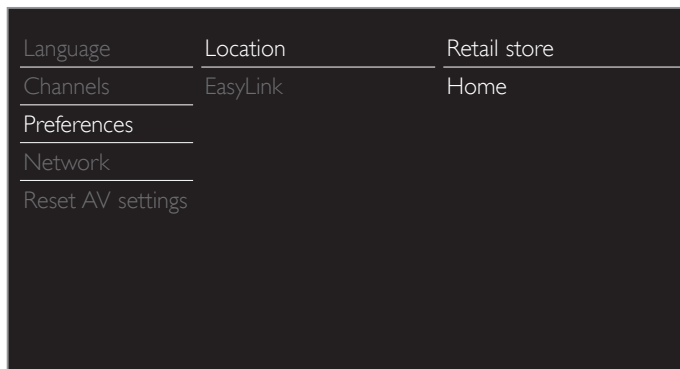 Language
Channels
Preferences
Network
Reset AV settings
Location
EasyLink
Retail store
Home